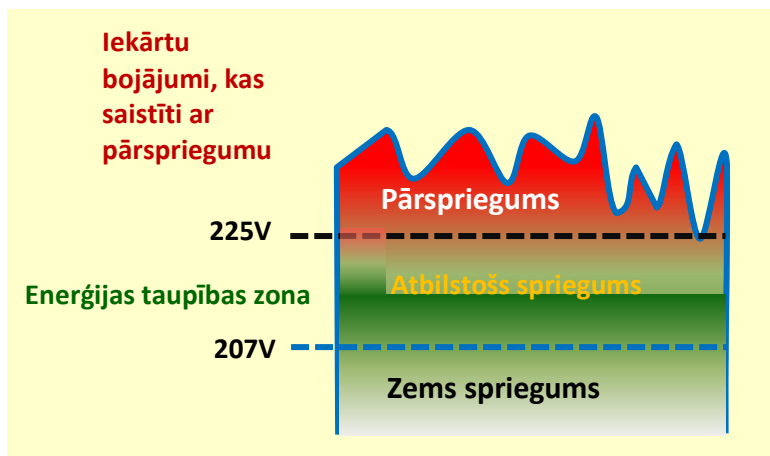 Iekārtu
bojājumi, kas
saistīti ar
pārspriegumu
Pārspriegums
225V
Atbilstošs spriegums
Enerģijas taupības zona
207V
Zems spriegums